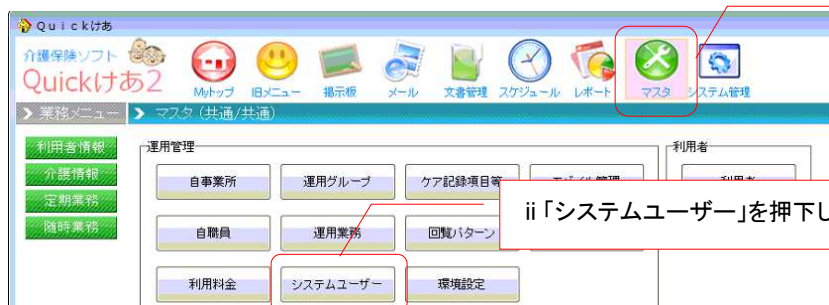 Quickけあ
介護保険ソフト
Quickけあ2
Myトップ 旧メニュー 掲示板 メール 文書管理 スケジュール レポート マスタ システム管理
業務メニュー マスタ (共通/共通)
利用者情報
介護情報
定期業務
随時業務
運用管理 利用者
自事業所 運用グループ ケア記録項目等
自職員 運用業務 回覧パターン
ii「システムユーザー」を押下し
利用料金 システムユーザー 環境設定